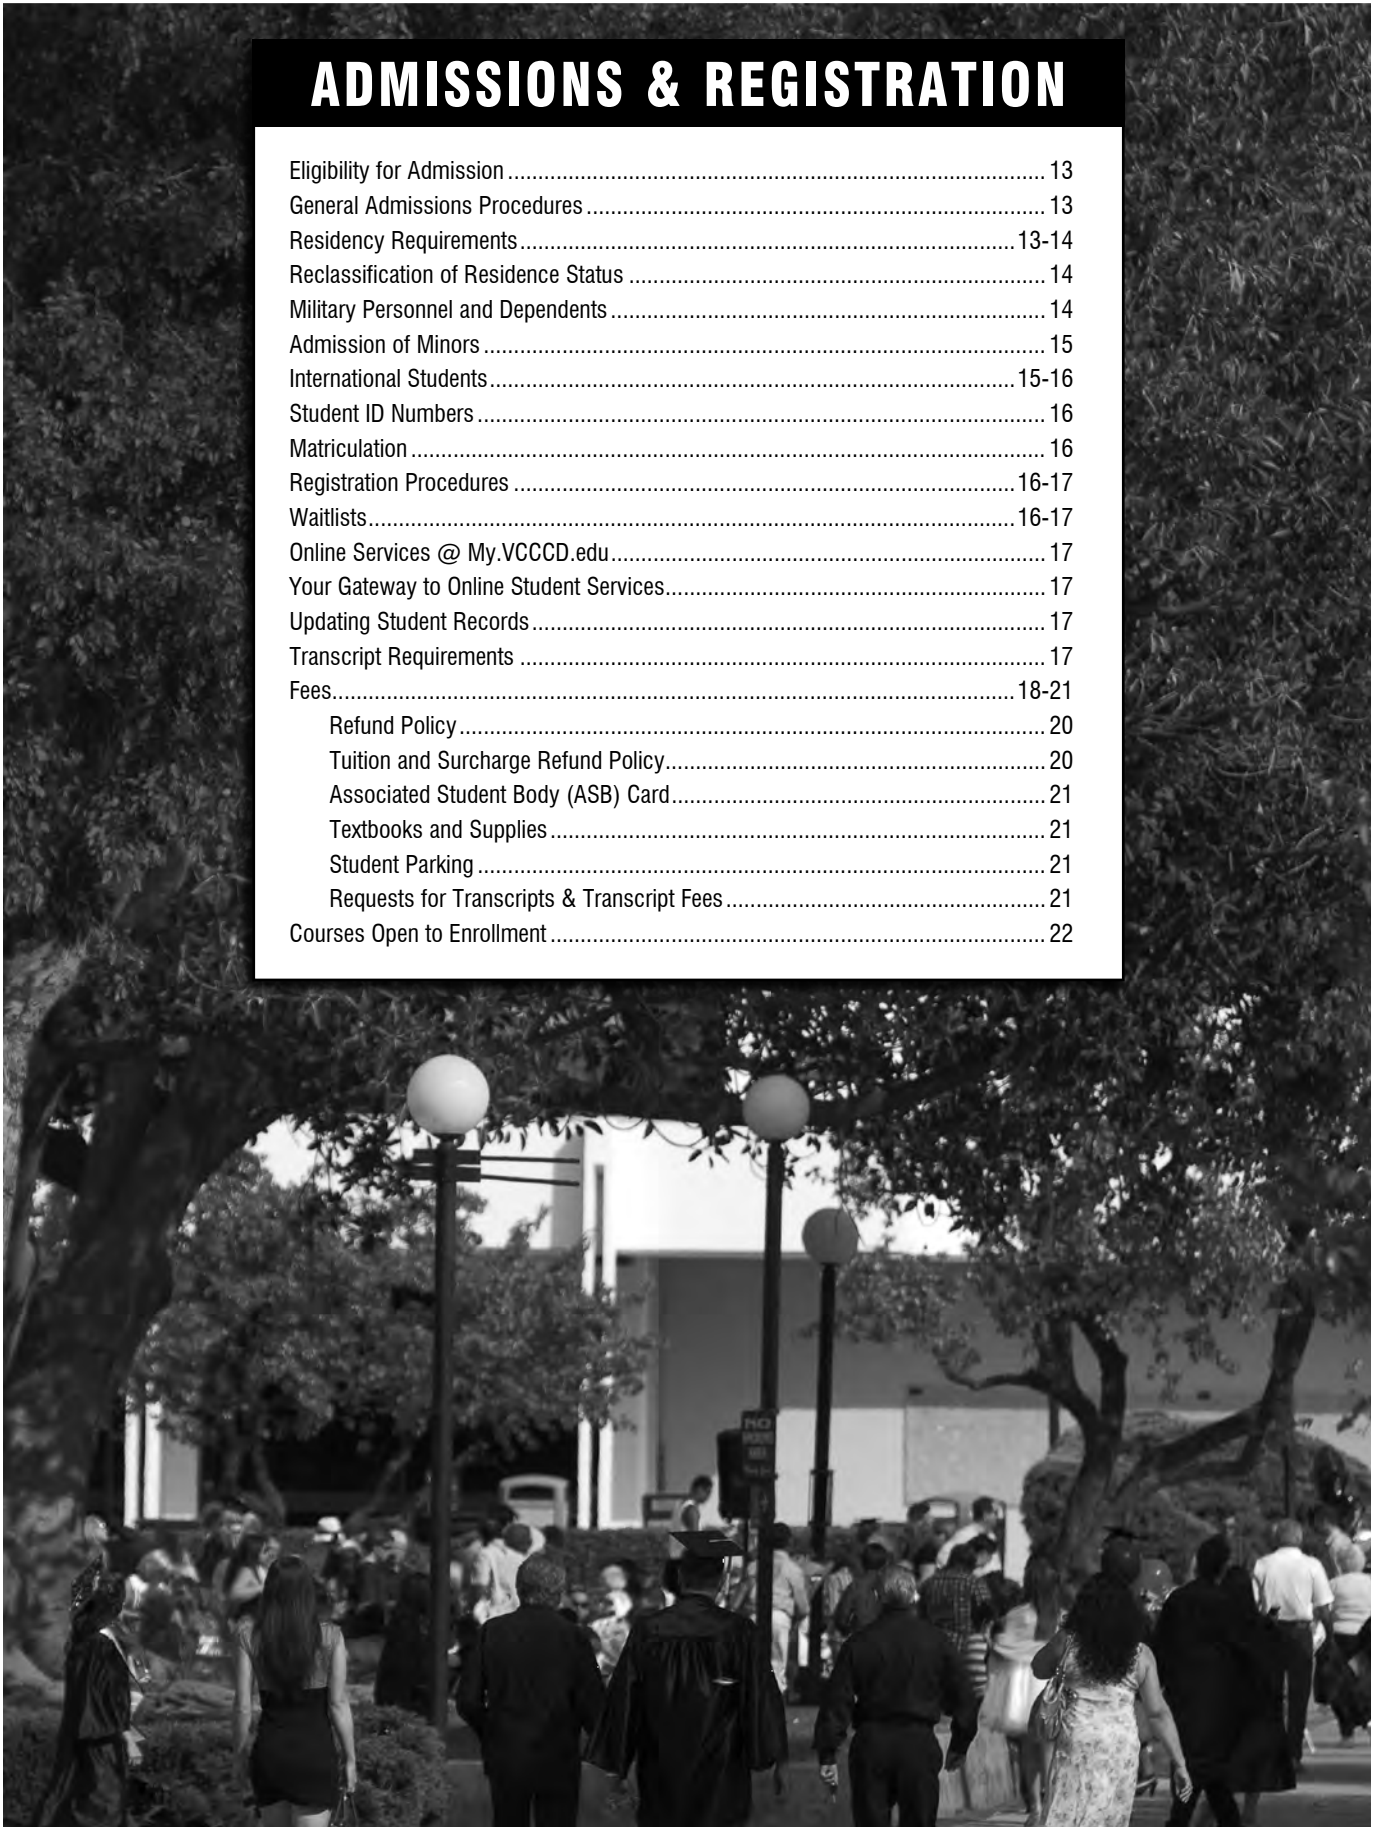 ADMISSIONS & REGISTRATION
Eligibility for Admission ........................................................................................ 13
General Admissions Procedures ........................................................................... 13
Residency Requirements ................................................................................. 13-14
Reclassification of Residence Status .................................................................... 14
Military Personnel and Dependents ....................................................................... 14
Admission of Minors ............................................................................................ 15
International Students ...................................................................................... 15-16
Student ID Numbers ............................................................................................. 16
Matriculation ........................................................................................................ 16
Registration Procedures .................................................................................. 16-17
Waitlists .......................................................................................................... 16-17
Online Services @ My.VCCCD.edu ....................................................................... 17
Your Gateway to Online Student Services .............................................................. 17
Updating Student Records .................................................................................... 17
Transcript Requirements ...................................................................................... 17
Fees ................................................................................................................ 18-21
Refund Policy ................................................................................................ 20
Tuition and Surcharge Refund Policy .............................................................. 20
Associated Student Body (ASB) Card ............................................................. 21
Textbooks and Supplies ................................................................................. 21
Student Parking ............................................................................................. 21
Requests for Transcripts & Transcript Fees .................................................... 21
Courses Open to Enrollment ................................................................................. 22
NO